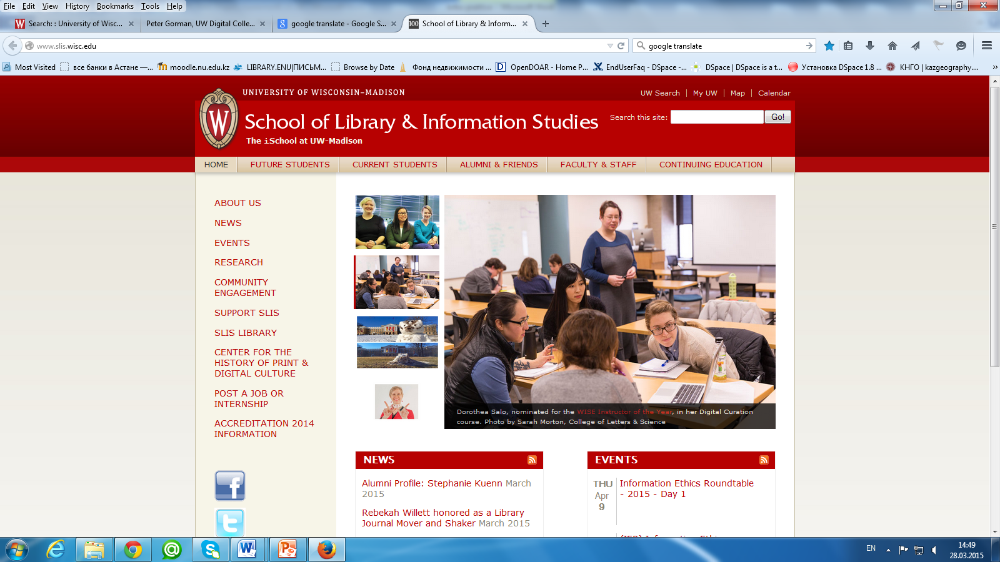 File Edit View History Bookmarks Tools Help
Search: : University of Wisc... Peter Gorman, UW Digital Colle... google translate - Google S... 100 School of Library & Inform...
www.slis.wisc.edu google translate
Most Visited все банки в Астане —... moodle.nu.edu.kz LIBRARY.ENU|ПИСЬМ... Browse by Date Фонд недвижимости ... OpenDOAR - Home P... EndUserFaq - DSpace -... DSpace | DSpace is a t... Установка DSpace 1.8 ... КНГО | kazgeography.... »
UNIVERSITY OF WISCONSIN–MADISON
UW Search | My UW | Map | Calendar
W
School of Library & Information Studies
Search this site: Go!
The iSchool at UW-Madison
HOME FUTURE STUDENTS CURRENT STUDENTS ALUMNI & FRIENDS FACULTY & STAFF CONTINUING EDUCATION
ABOUT US
NEWS
EVENTS
RESEARCH
COMMUNITY
ENGAGEMENT
SUPPORT SLIS
SLIS LIBRARY
CENTER FOR THE
HISTORY OF PRINT &
DIGITAL CULTURE
POST A JOB OR
INTERNSHIP
ACCREDITATION 2014
INFORMATION
Dorothea Salo, nominated for the WISE Instructor of the Year, in her Digital Curation
course. Photo by Sarah Morton, College of Letters & Science
NEWS
Alumni Profile: Stephanie Kuenn March
2015
Rebekah Willett honored as a Library
Journal Mover and Shaker March 2015
EVENTS
THU
Apr
9
Information Ethics Roundtable
- 2015 - Day 1
EN
14:49
28.03.2015